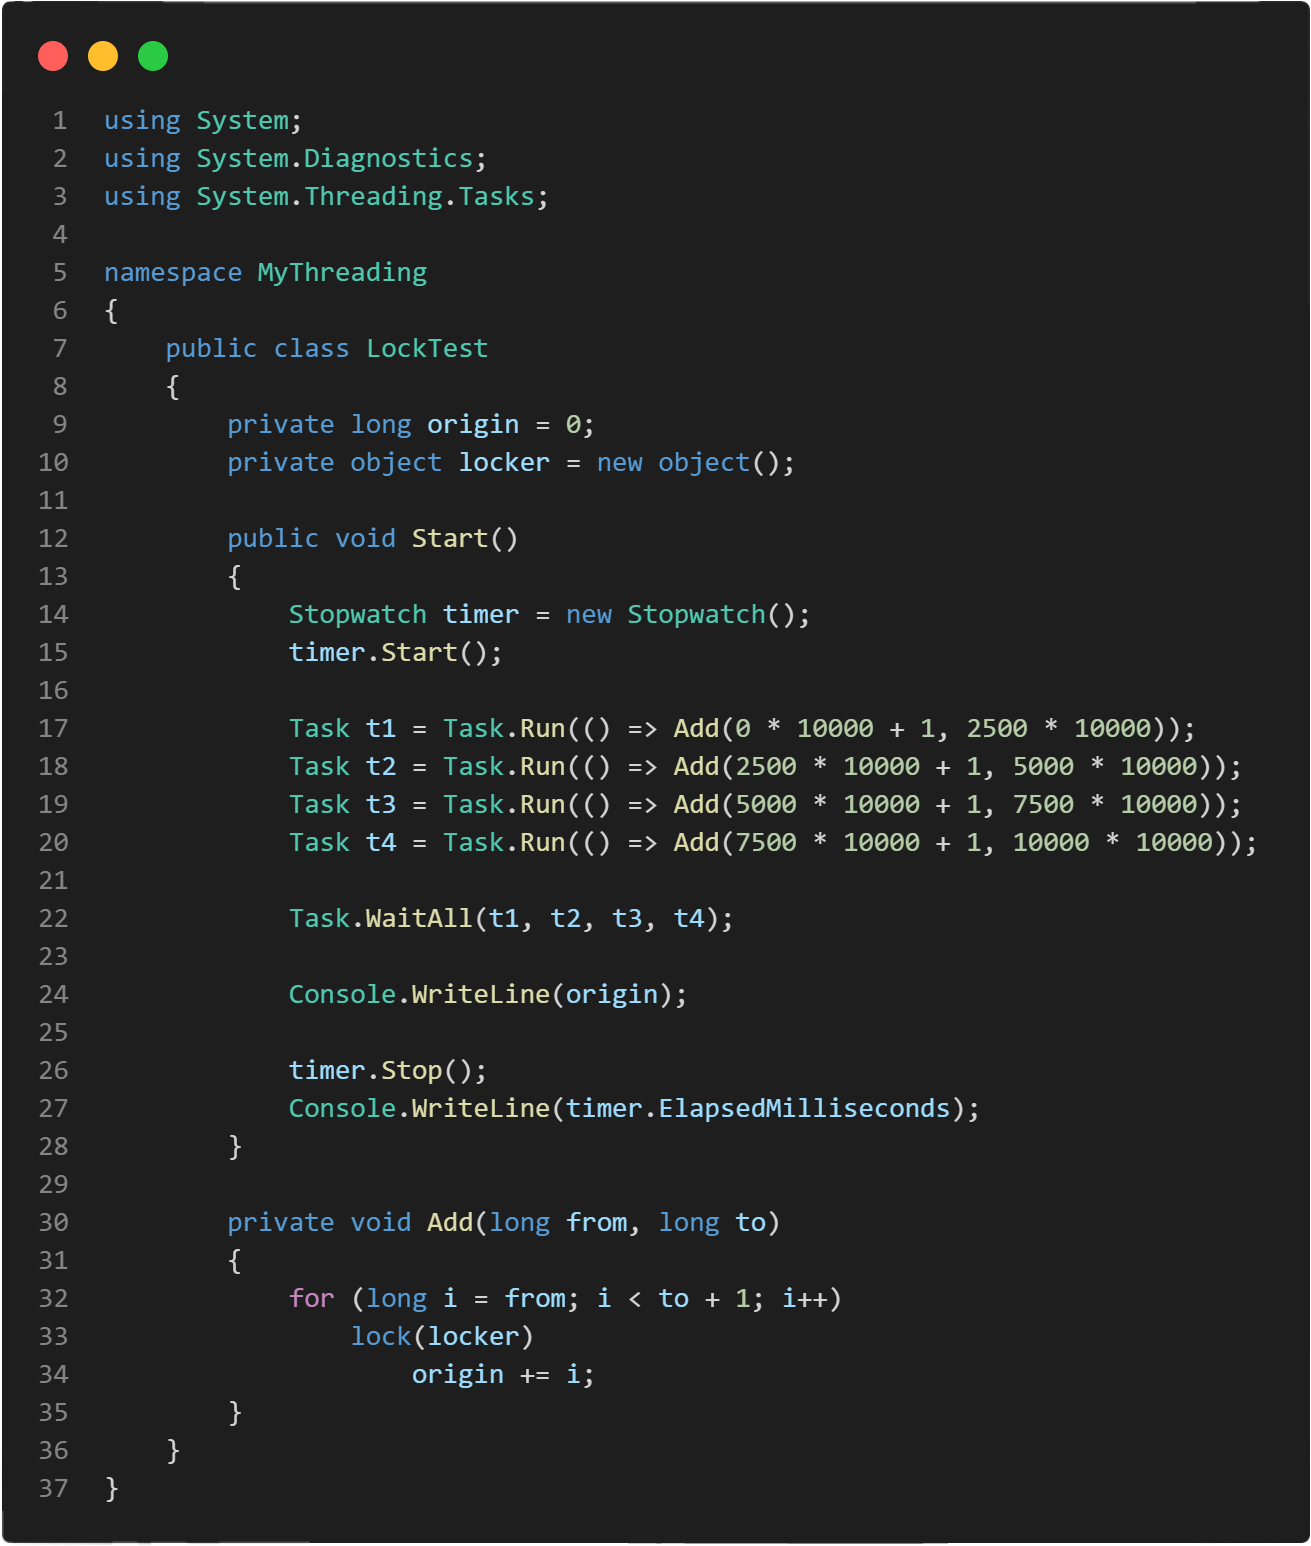 1 using System;
2 using System.Diagnostics;
3 using System.Threading.Tasks;
4
5 namespace MyThreading
6 {
7     public class LockTest
8     {
9         private long origin = 0;
10         private object locker = new object();
11
12         public void Start()
13         {
14             Stopwatch timer = new Stopwatch();
15             timer.Start();
16
17             Task t1 = Task.Run(() => Add(0 * 10000 + 1, 2500 * 10000));
18             Task t2 = Task.Run(() => Add(2500 * 10000 + 1, 5000 * 10000));
19             Task t3 = Task.Run(() => Add(5000 * 10000 + 1, 7500 * 10000));
20             Task t4 = Task.Run(() => Add(7500 * 10000 + 1, 10000 * 10000));
21
22             Task.WaitAll(t1, t2, t3, t4);
23
24             Console.WriteLine(origin);
25
26             timer.Stop();
27             Console.WriteLine(timer.ElapsedMilliseconds);
28         }
29
30         private void Add(long from, long to)
31         {
32             for (long i = from; i < to + 1; i++)
33                 lock(locker)
34                     origin += i;
35         }
36     }
37 }